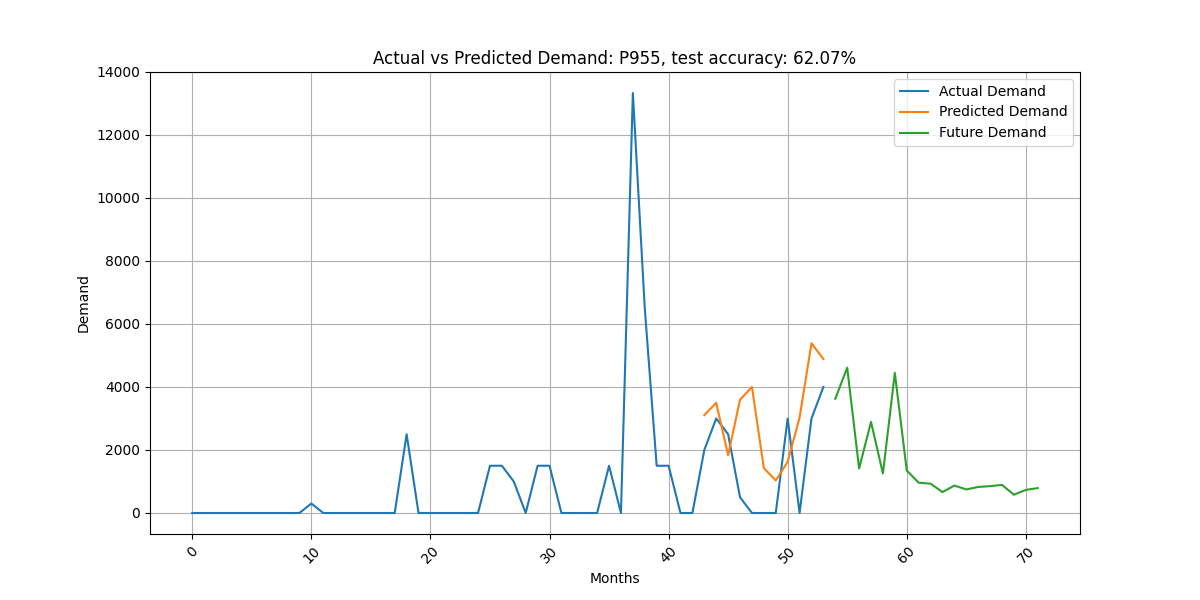 Actual vs Predicted Demand: P955, test accuracy: 62.07%
14000
12000
10000
8000
6000
4000
2000
0
Demand
Actual Demand
Predicted Demand
Future Demand
0
10
20
30
40
50
60
70
Months